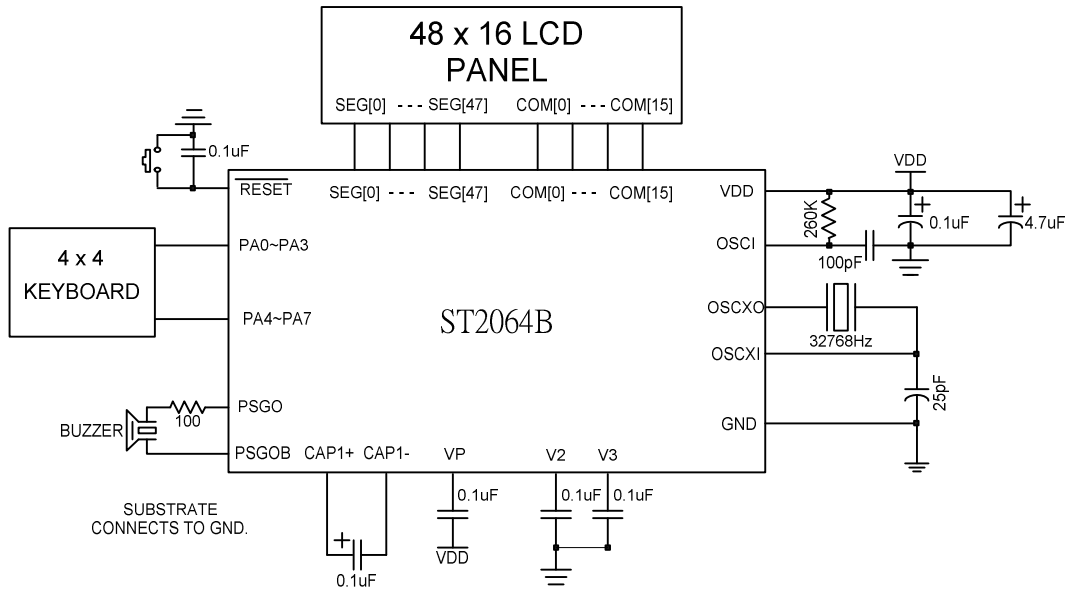 48 x 16 LCD
PANEL
SEG[0] - - - SEG[47] COM[0] - - - COM[15]
0.1uF
RESET
SEG[0] - - - SEG[47] COM[0] - - - COM[15]
VDD
VDD
260K
+
0.1uF
+
4.7uF
4 x 4
KEYBOARD
PA0~PA3
OSCI
100pF
PA4~PA7
ST2064B
OSCXO
32768Hz
OSCXI
25pF
BUZZER
100
PSGO
GND
PSGOB
CAP1+
CAP1-
VP
V2
V3
0.1uF
0.1uF
0.1uF
SUBSTRATE
CONNECTS TO GND.
+
0.1uF
VDD